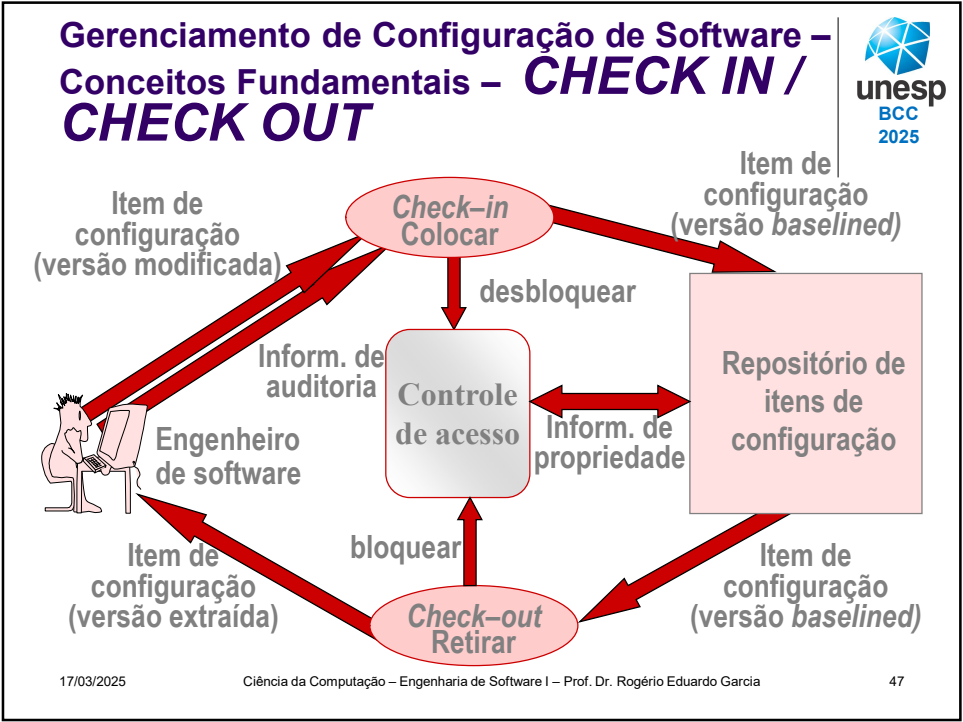 Gerenciamento de Configuração de Software –
Conceitos Fundamentais – CHECK IN /
CHECK OUT
unesp
BCC
2025
Item de
configuração
(versão modificada)
Check–in
Colocar
Item de
configuração
(versão baselined)
desbloquear
Inform. de
auditoria
Controle
de acesso
Inform. de
propriedade
Repositório de
itens de
configuração
Engenheiro
de software
bloquear
Item de
configuração
(versão extraída)
Check–out
Retirar
Item de
configuração
(versão baselined)
17/03/2025
Ciência da Computação – Engenharia de Software I – Prof. Dr. Rogério Eduardo Garcia
47